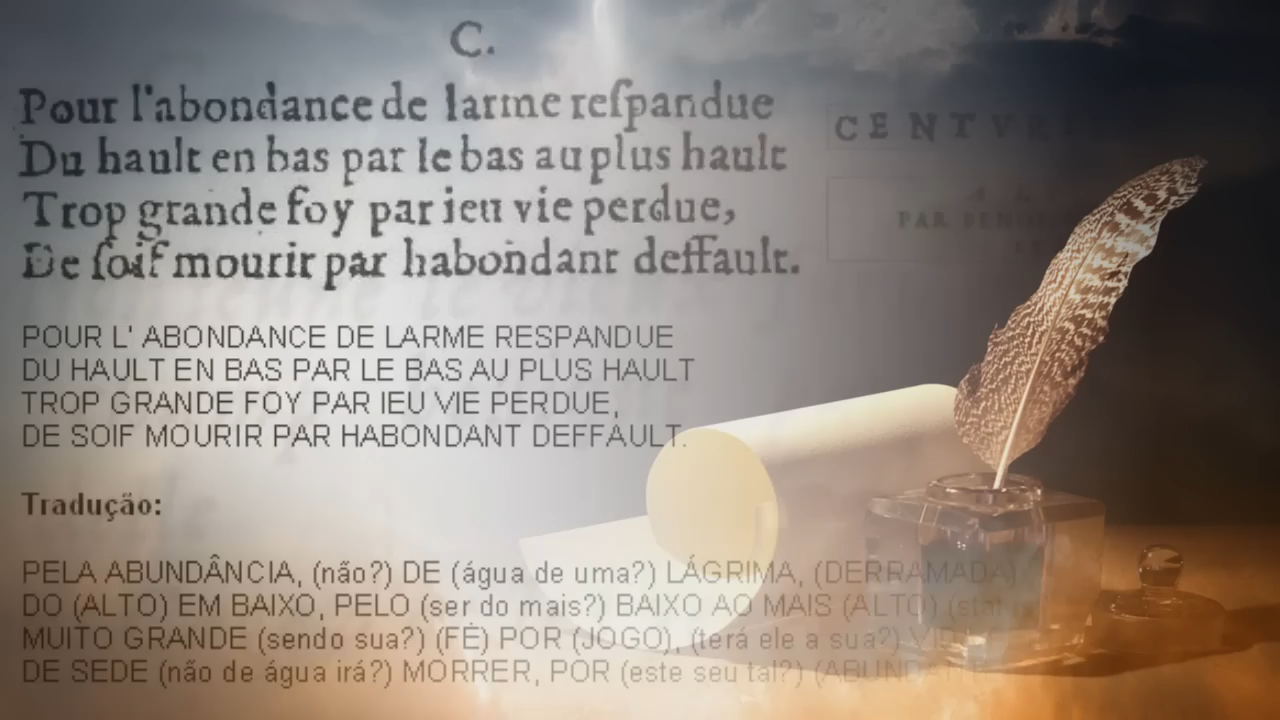 C.
Pour l'abondance de larme reſpandue
Du hault en bas par le bas au plus hault
Trop grande foy par ieu vie perdue,
De ſoif mourir par habondant deffault.
CENTVR
PAR
POUR L' ABONDANCE DE LARME RESPANDUE
DU HAULT EN BAS PAR LE BAS AU PLUS HAULT
TROP GRANDE FOY PAR IEU VIE PERDUE,
DE SOIF MOURIR PAR HABONDANT DEFFAULT.
Tradução:
PELA ABUNDÂNCIA, (não?) DE (água de uma?) LÁGRIMA, (DERRAMADA)
DO (ALTO) EM BAIXO, PELO (ser do mais?) BAIXO AO MAIS (ALTO)
MUITO GRANDE (sendo sua?) (FÉ) POR (JOGO), (terá ele a sua?)
DE SEDE (não de água irá?) MORRER, POR (este seu tal?) (ABUNDANTE